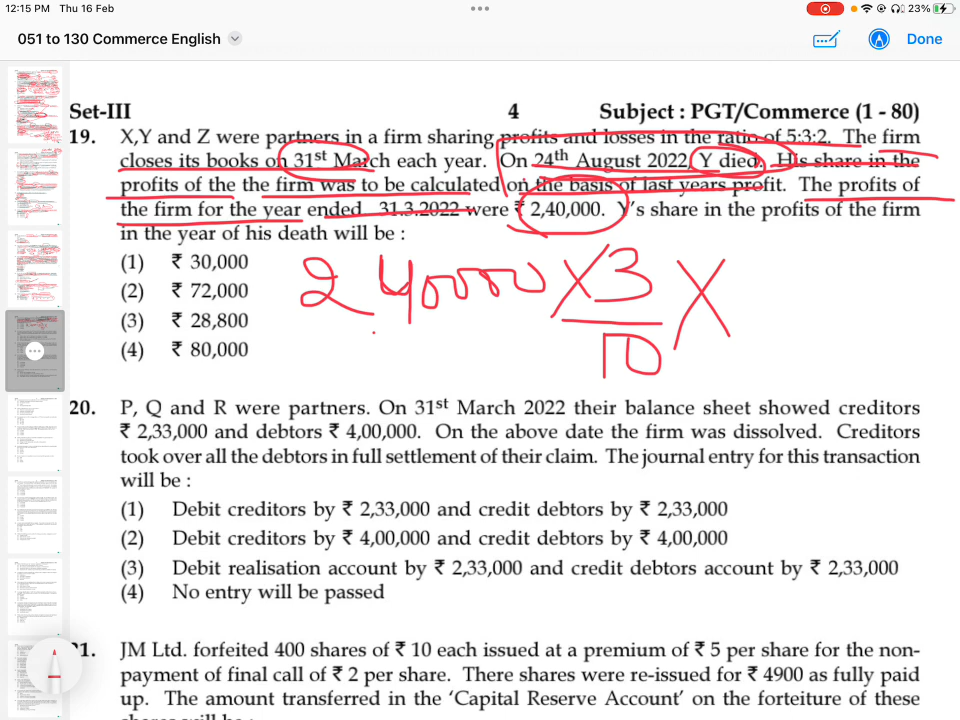 12:15 PM Thu 16 Feb
23%
051 to 130 Commerce English
Done
Set-III 4 Subject : PGT/Commerce (1 - 80)
19. X,Y and Z were partners in a firm sharing profits and losses in the ratio of 5:3:2. The firm
closes its books on 31st March each year. On 24th August 2022, Y died. His share in the
profits of the the firm was to be calculated on the basis of last years profit. The profits of
the firm for the year ended 31.3.2022 were ₹ 2,40,000. Y's share in the profits of the firm
in the year of his death will be :
(1) ₹ 30,000
(2) ₹ 72,000
(3) ₹ 28,800
(4) ₹ 80,000
240000 X 3 X
10
20. P, Q and R were partners. On 31st March 2022 their balance sheet showed creditors
₹ 2,33,000 and debtors ₹ 4,00,000. On the above date the firm was dissolved. Creditors
took over all the debtors in full settlement of their claim. The journal entry for this transaction
will be :
(1) Debit creditors by ₹ 2,33,000 and credit debtors by ₹ 2,33,000
(2) Debit creditors by ₹ 4,00,000 and credit debtors by ₹ 4,00,000
(3) Debit realisation account by ₹ 2,33,000 and credit debtors account by ₹ 2,33,000
(4) No entry will be passed
21. JM Ltd. forfeited 400 shares of ₹ 10 each issued at a premium of ₹ 5 per share for the non-
payment of final call of ₹ 2 per share. There shares were re-issued for ₹ 4900 as fully paid
up. The amount transferred in the 'Capital Reserve Account' on the forteiture of these